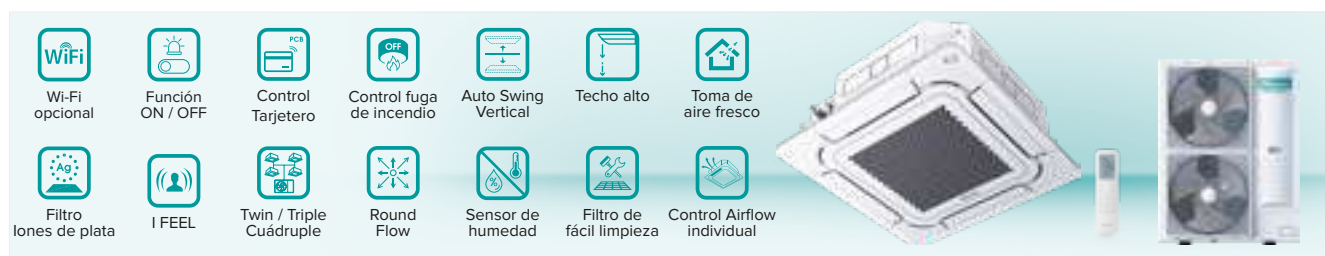 WiFi
PCB
OFF
Wi-Fi
opcional
Función
ON / OFF
Control
Tarjetero
Control fuga
de incendio
Auto Swing
Vertical
Techo alto
Toma de
aire fresco
Ag
%
Filtro
Iones de plata
I FEEL
Twin / Triple
Cuádruple
Round
Flow
Sensor de
humedad
Filtro de
fácil limpieza
Control Airflow
individual